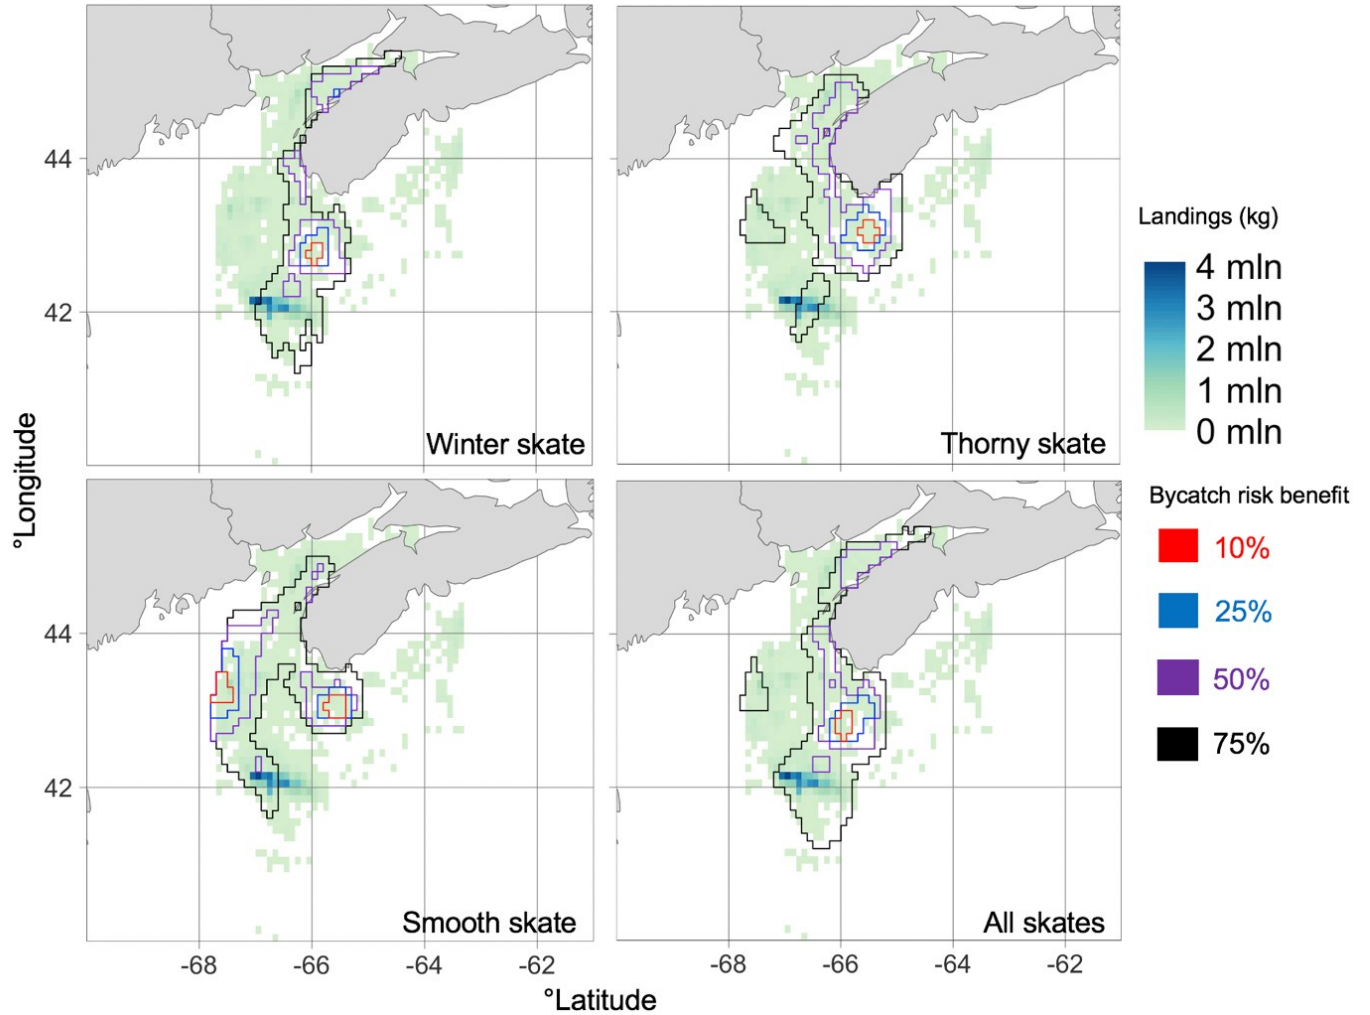 44
42
Winter skate
Thorny skate
Landings (kg)
4 mln
3 mln
2 mln
1 mln
0 mln
°Longitude
44
42
Smooth skate
All skates
Bycatch risk benefit
10%
25%
50%
75%
-68 -66 -64 -62
-68 -66 -64 -62
°Latitude